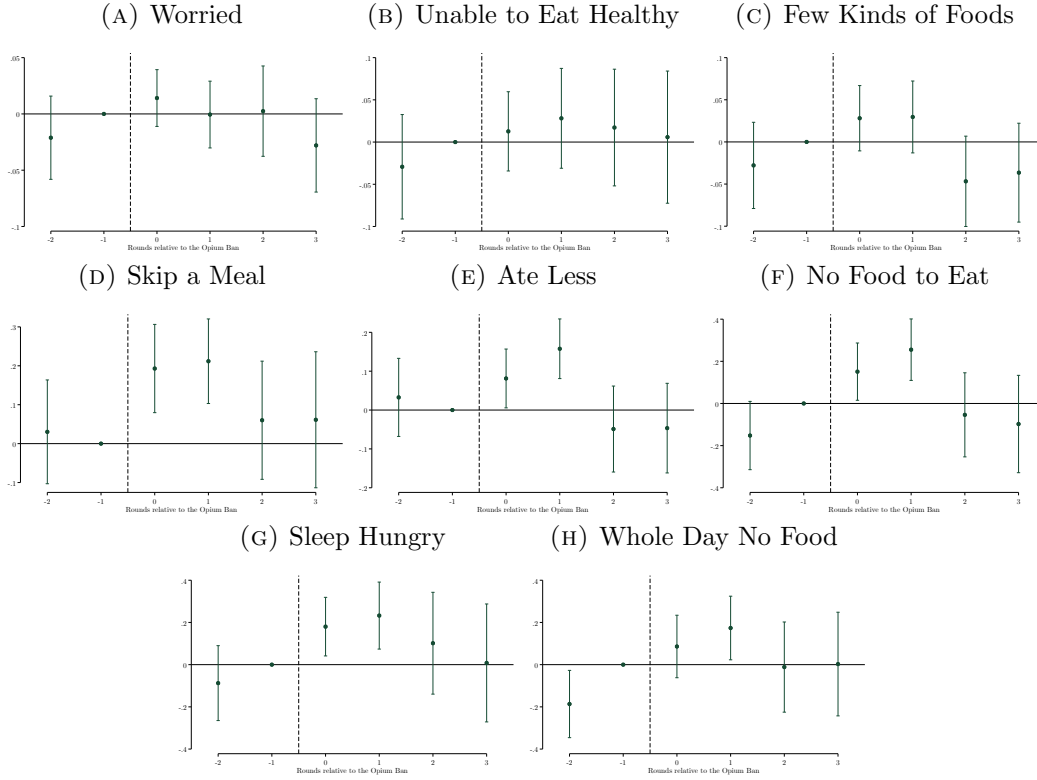 (A) Worried (B) Unable to Eat Healthy (C) Few Kinds of Foods
.05 .1 .1
.05 .05
0 0 0
-.05 -.05 -.05
-.1 -.1 -.1
-2 -1 0 1 2 3 -2 -1 0 1 2 3 -2 -1 0 1 2 3
Rounds relative to the Opium Ban Rounds relative to the Opium Ban Rounds relative to the Opium Ban
(D) Skip a Meal (E) Ate Less (F) No Food to Eat
.3 .2 .4
.2 .1 .2
.1 0 0
0 -.1 -.2
-.1 -.2 -.4
-2 -1 0 1 2 3 -2 -1 0 1 2 3 -2 -1 0 1 2 3
Rounds relative to the Opium Ban Rounds relative to the Opium Ban Rounds relative to the Opium Ban
(G) Sleep Hungry (H) Whole Day No Food
.4 .4
.2 .2
0 0
-.2 -.2
-.4 -.4
-2 -1 0 1 2 3 -2 -1 0 1 2 3
Rounds relative to the Opium Ban Rounds relative to the Opium Ban